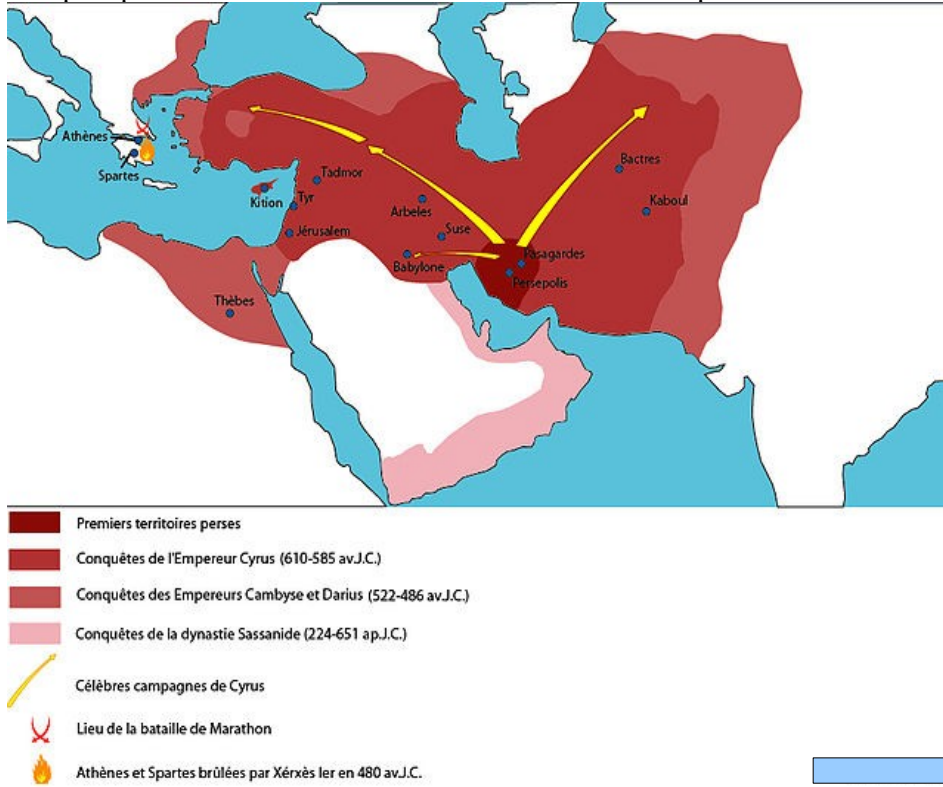 Athènes
Spartes
Kition
Tadmor
Tyr
Jérusalem
Arbeles
Suse
Babylone
Pasagardes
Persepolis
Bactres
Kaboul
Thèbes
Premiers territoires perses
Conquêtes de l'Empereur Cyrus (610-585 av.J.C.)
Conquêtes des Empereurs Cambyse et Darius (522-486 av.J.C.)
Conquêtes de la dynastie Sassanide (224-651 ap.J.C.)
Célèbres campagnes de Cyrus
Lieu de la bataille de Marathon
Athènes et Spartes brûlées par Xérxès Ier en 480 av.J.C.